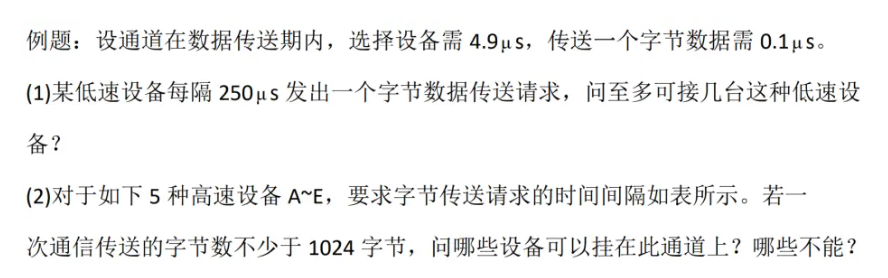 例题：设通道在数据传送期内，选择设备需 4.9μs，传送一个字节数据需 0.1μs。
(1)某低速设备每隔 250μs 发出一个字节数据传送请求，问至多可接几台这种低速设
备？
(2)对于如下 5 种高速设备 A~E，要求字节传送请求的时间间隔如表所示。若一
次通信传送的字节数不少于 1024 字节，问哪些设备可以挂在此通道上？哪些不能？